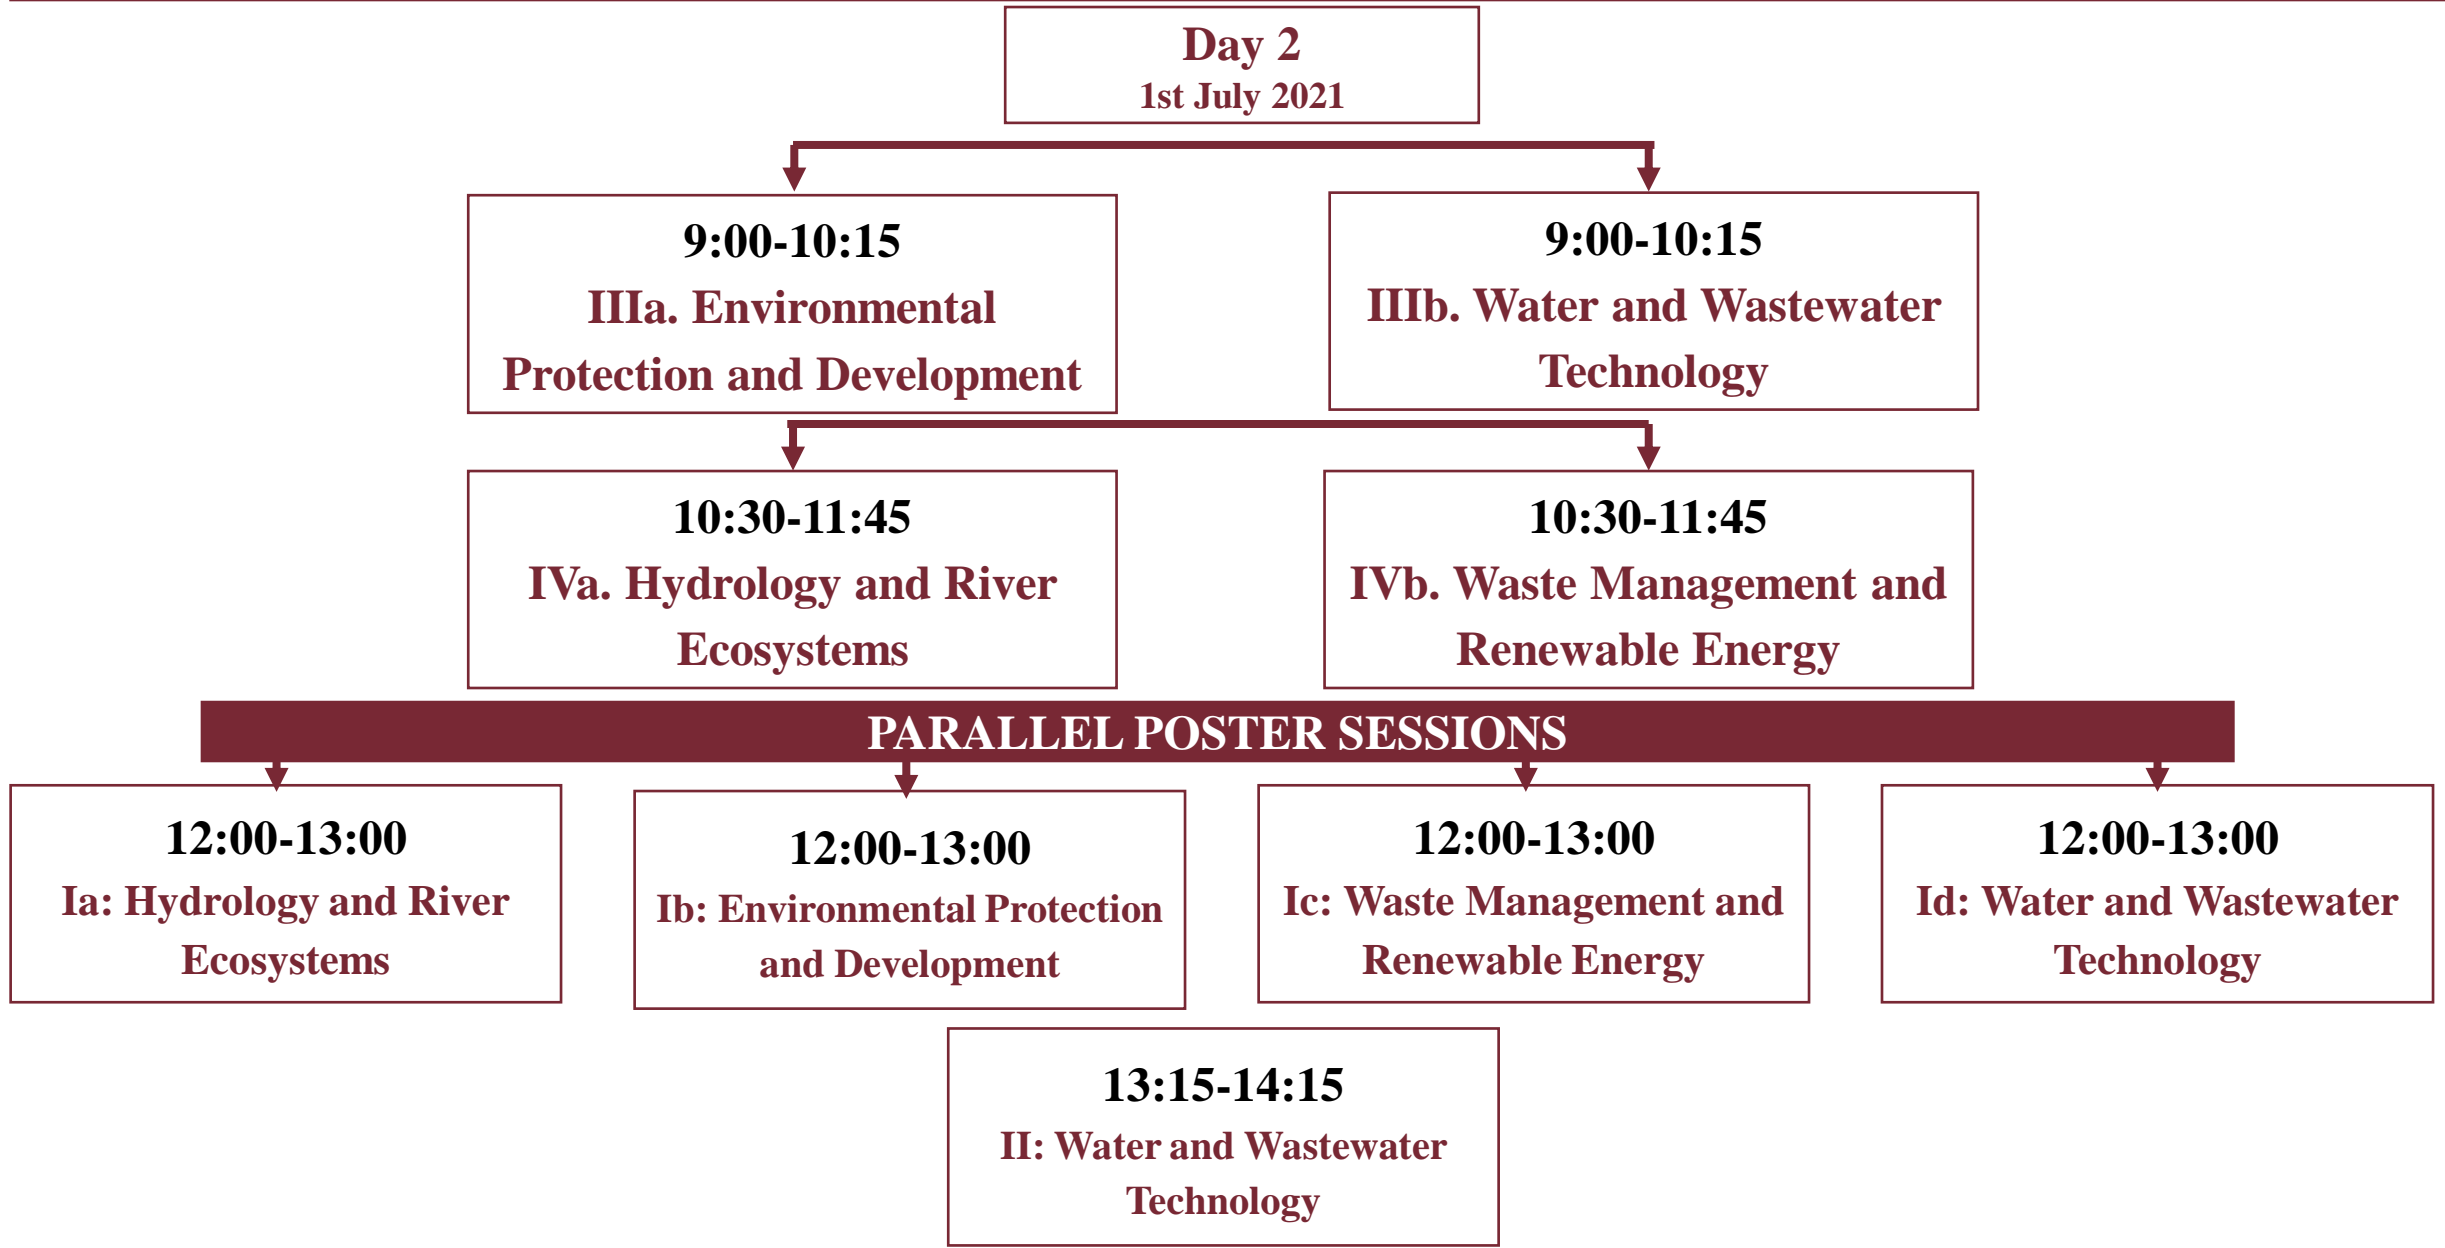 Day 2
1st July 2021
9:00-10:15
IIIa. Environmental
Protection and Development
9:00-10:15
IIIb. Water and Wastewater
Technology
10:30-11:45
IVa. Hydrology and River
Ecosystems
10:30-11:45
IVb. Waste Management and
Renewable Energy
PARALLEL POSTER SESSIONS
12:00-13:00
Ia: Hydrology and River
Ecosystems
12:00-13:00
Ib: Environmental Protection
and Development
12:00-13:00
Ic: Waste Management and
Renewable Energy
12:00-13:00
Id: Water and Wastewater
Technology
13:15-14:15
II: Water and Wastewater
Technology